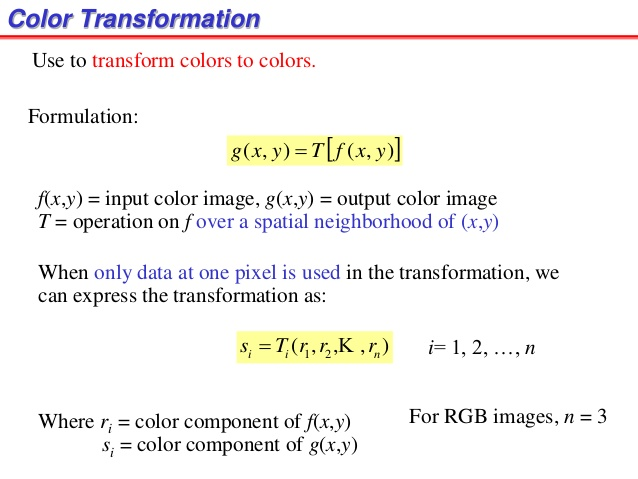 Color Transformation
Use to transform colors to colors.
Formulation:
g(x, y) = T[f(x, y)]
f(x,y) = input color image, g(x,y) = output color image
T = operation on f over a spatial neighborhood of (x,y)
When only data at one pixel is used in the transformation, we
can express the transformation as:
sᵢ = Tᵢ(r₁, r₂,K , rₙ) i= 1, 2, …, n
Where rᵢ = color component of f(x,y)
sᵢ = color component of g(x,y)
For RGB images, n = 3